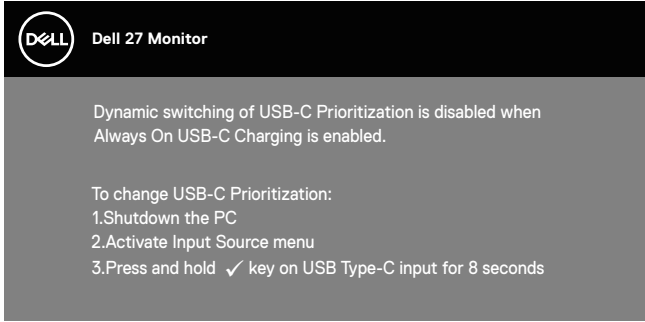 DELL
Dell 27 Monitor
Dynamic switching of USB-C Prioritization is disabled when
Always On USB-C Charging is enabled.
To change USB-C Prioritization:
1.Shutdown the PC
2.Activate Input Source menu
3.Press and hold ✓ key on USB Type-C input for 8 seconds